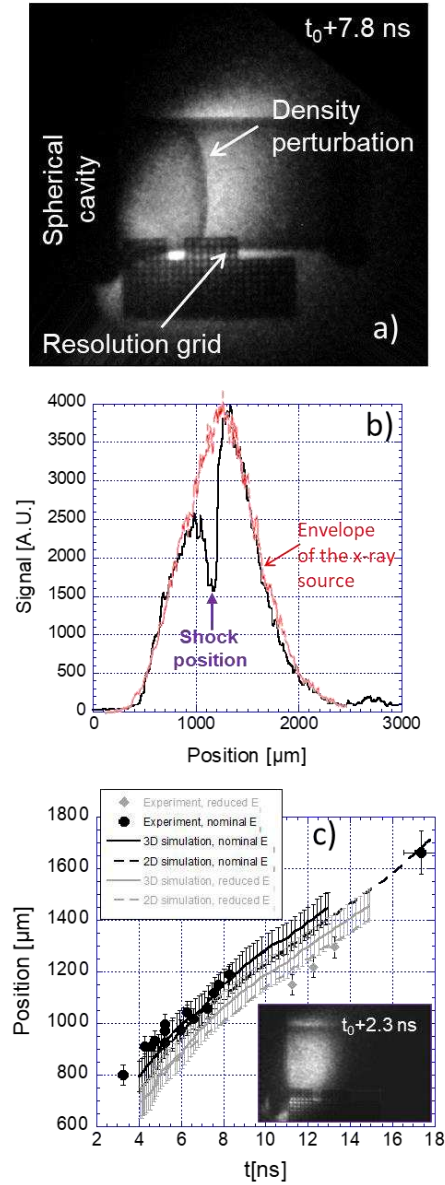 t₀+7.8 ns
Density
perturbation
Spherical
cavity
Resolution grid
a)
4000
3500
3000
2500
2000
1500
1000
500
0
Signal [A.U.]
b)
Envelope
of the x-ray
source
Shock
position
0
1000
2000
3000
Position [µm]
Experiment, reduced E
Experiment, nominal E
3D simulation, nominal E
2D simulation, nominal E
3D simulation, reduced E
2D simulation, reduced E
c)
1800
1600
1400
1200
1000
800
600
Position [µm]
t₀+2.3 ns
2
4
6
8
10
12
14
16
18
t[ns]